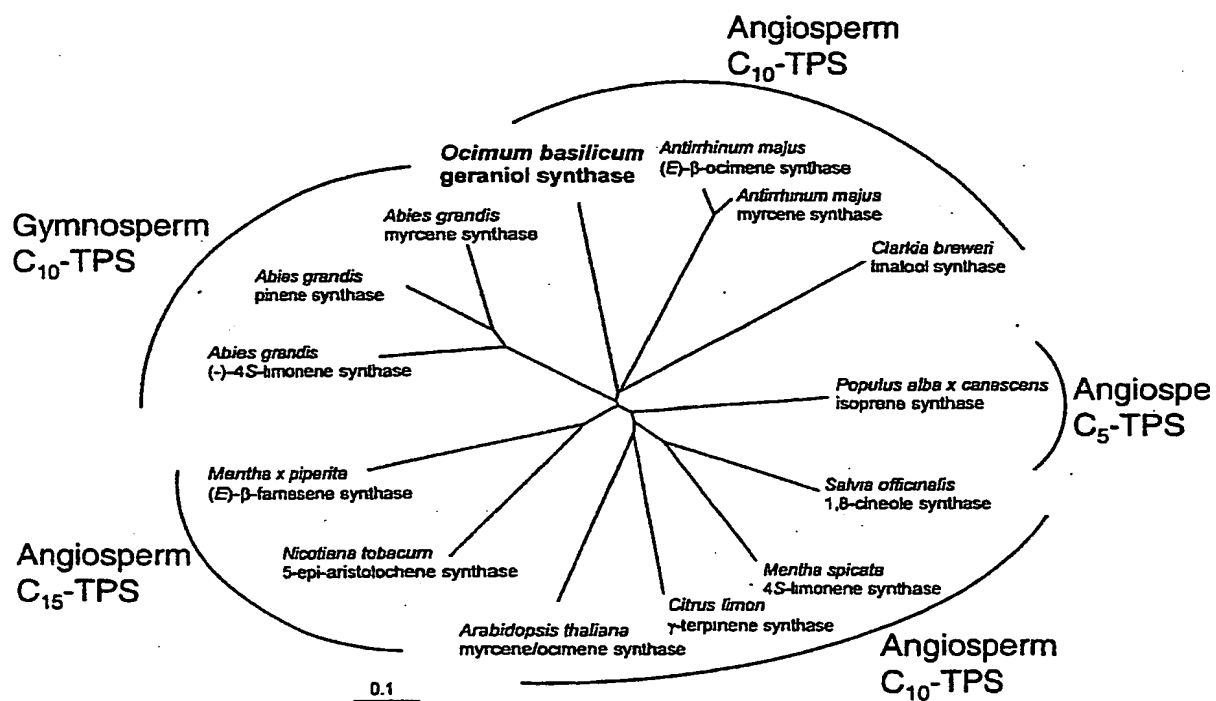 Angiosperm
C₁₀-TPS
Ocimum basilicum
geraniol synthase
Antirrhinum majus
(E)-β-ocimene synthase
Antirrhinum majus
myrcene synthase
Clarkia breweri
linalool synthase
Gymnosperm
C₁₀-TPS
Abies grandis
myrcene synthase
Abies grandis
pinene synthase
Abies grandis
(-)-4S-limonene synthase
Populus alba x canascens
isoprene synthase
Angiospe
C₅-TPS
Mentha x piperita
(E)-β-farnasene synthase
Salvia officinalis
1,8-cineole synthase
Angiosperm
C₁₅-TPS
Nicotiana tobacum
5-epi-aristolochene synthase
Mentha spicata
4S-limonene synthase
Citrus limon
γ-terpinene synthase
Arabidopsis thaliana
myrcene/ocimene synthase
Angiosperm
C₁₀-TPS
0.1